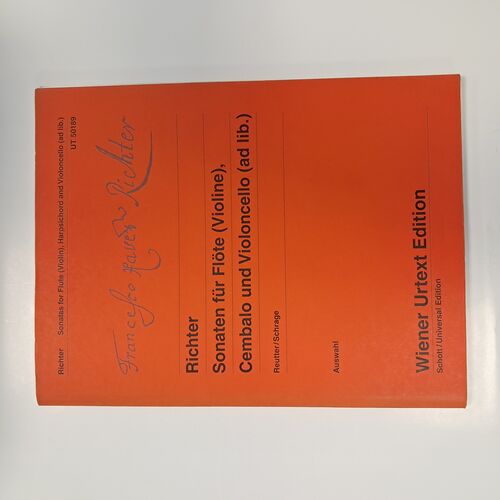 Richter Sonatas for Flute (Violin), Harpsichord and Violoncello (ad lib.) UT 50189
Francesco Xaver Richter
Richter
Sonaten für Flöte (Violine),
Cembalo und Violoncello (ad lib.)
Reutter/Schrage
Auswahl
Wiener Urtext Edition
Schott/Universal Edition